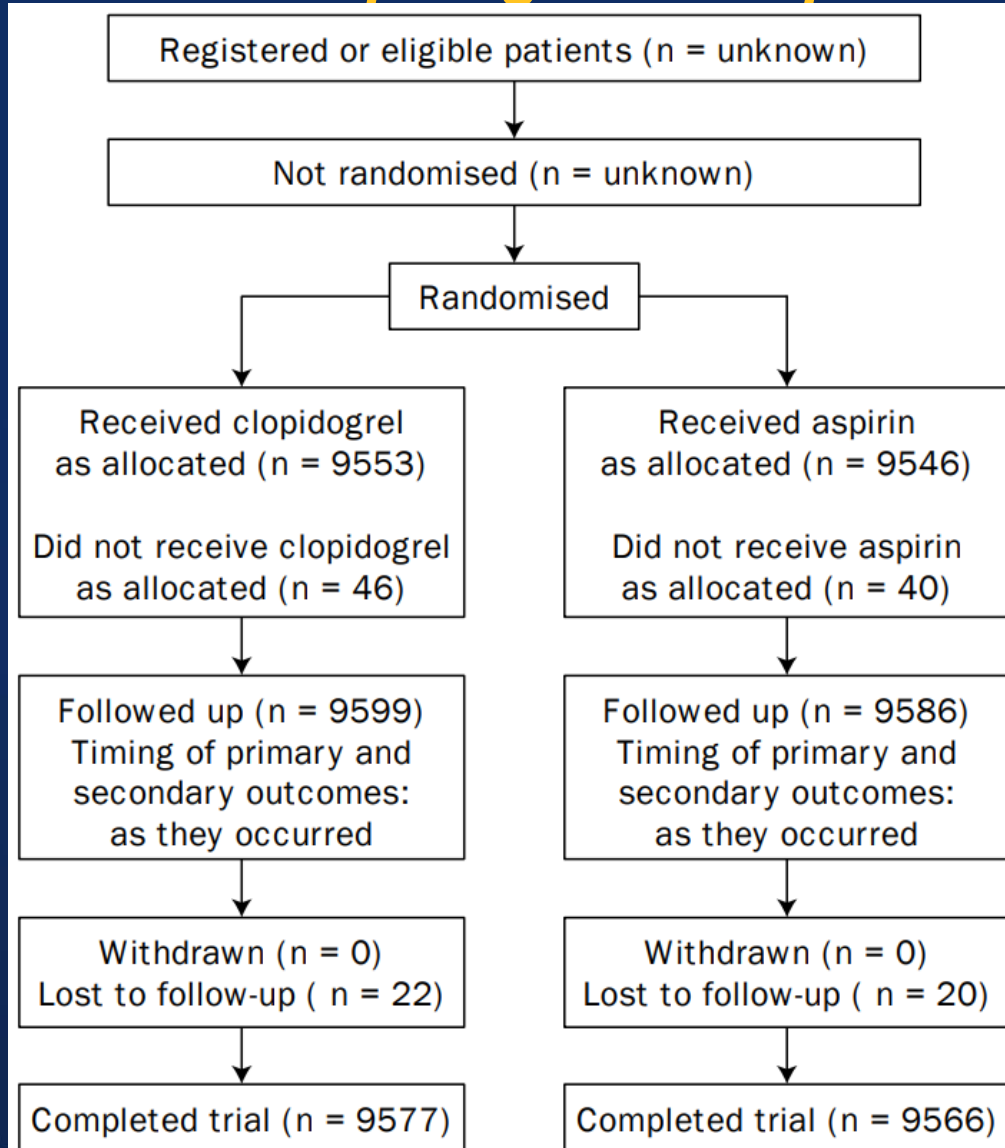 Registered or eligible patients (n = unknown)
Not randomised (n = unknown)
Randomised
Received clopidogrel
as allocated (n = 9553)
Did not receive clopidogrel
as allocated (n = 46)
Received aspirin
as allocated (n = 9546)
Did not receive aspirin
as allocated (n = 40)
Followed up (n = 9599)
Timing of primary and
secondary outcomes:
as they occurred
Followed up (n = 9586)
Timing of primary and
secondary outcomes:
as they occurred
Withdrawn (n = 0)
Lost to follow-up ( n = 22)
Withdrawn (n = 0)
Lost to follow-up ( n = 20)
Completed trial (n = 9577)
Completed trial (n = 9566)